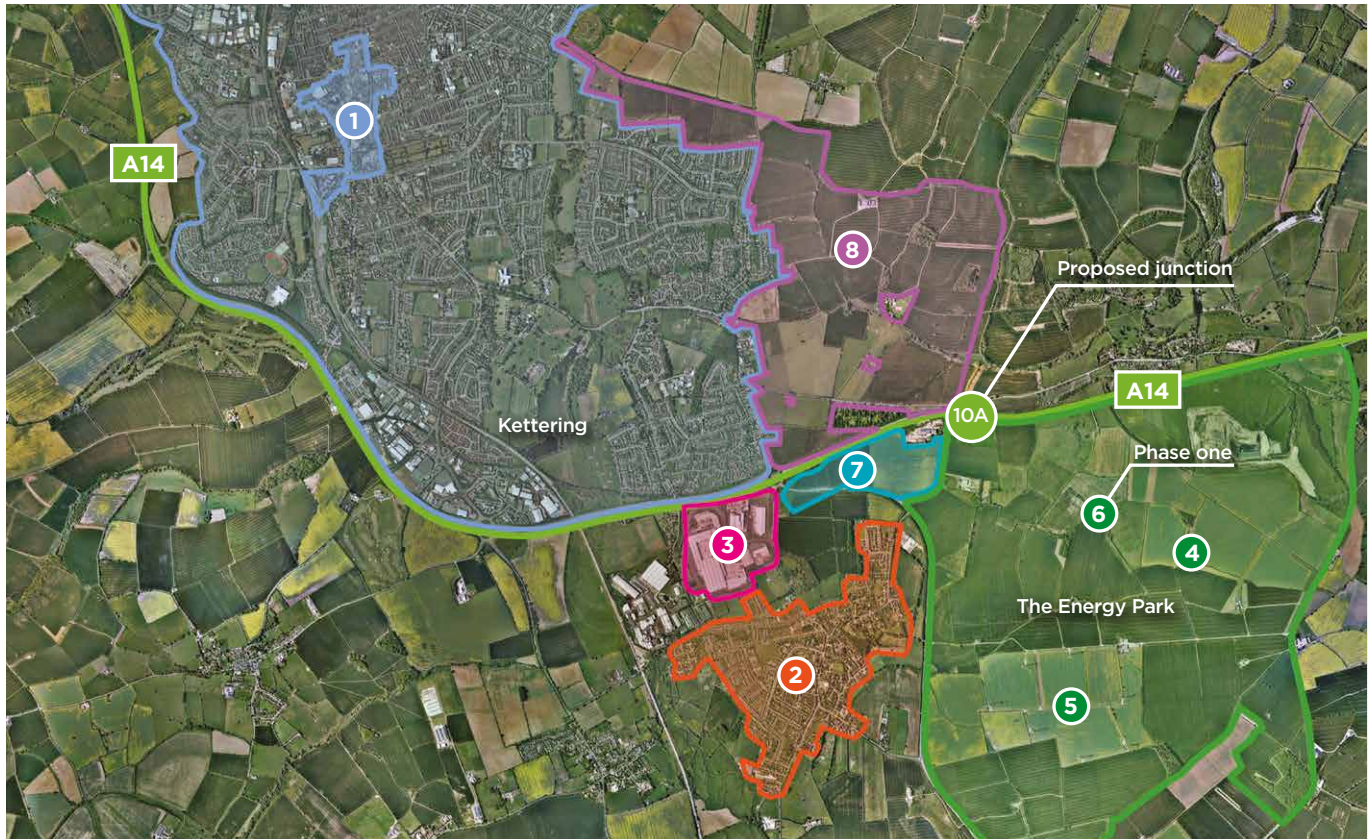 1
A14
8
Proposed junction
A14
10A
Kettering
Phase one
7
6
3
4
The Energy Park
2
5